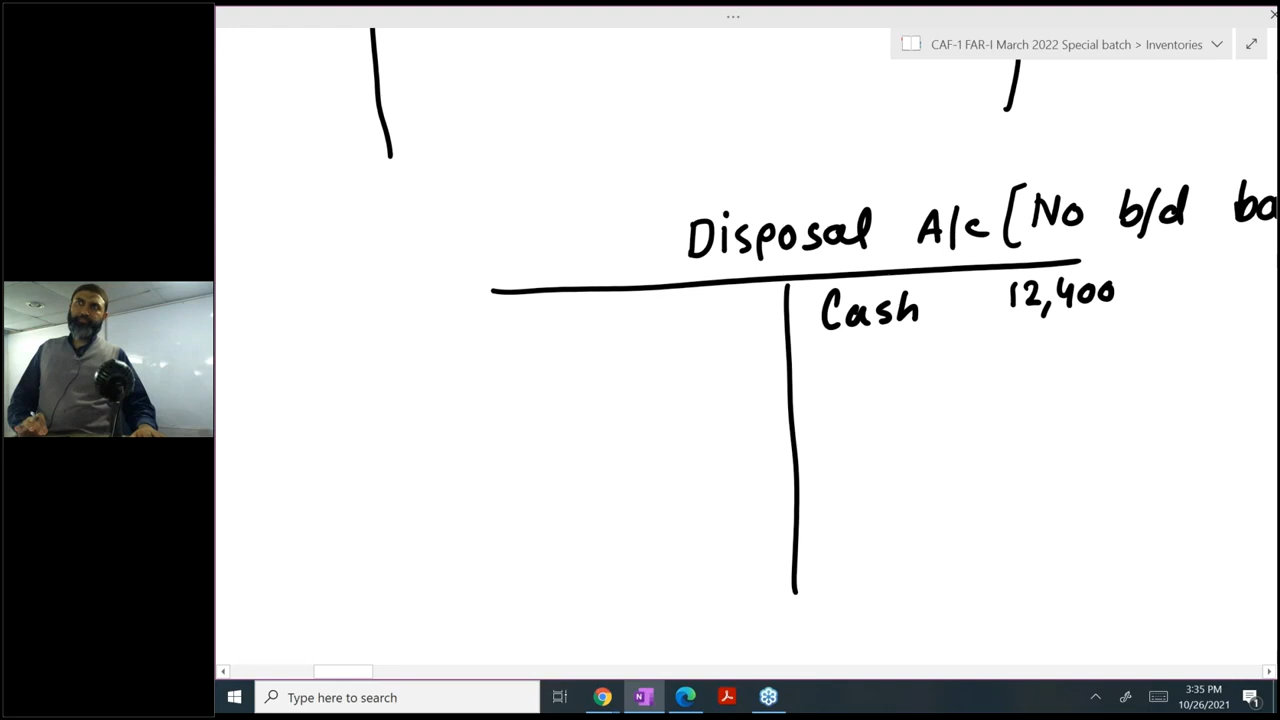 CAF-1 FAR-I March 2022 Special batch > Inventories
Disposal A/c [No b/d
Cash 12,400
Type here to search
3:35 PM
10/26/2021
1